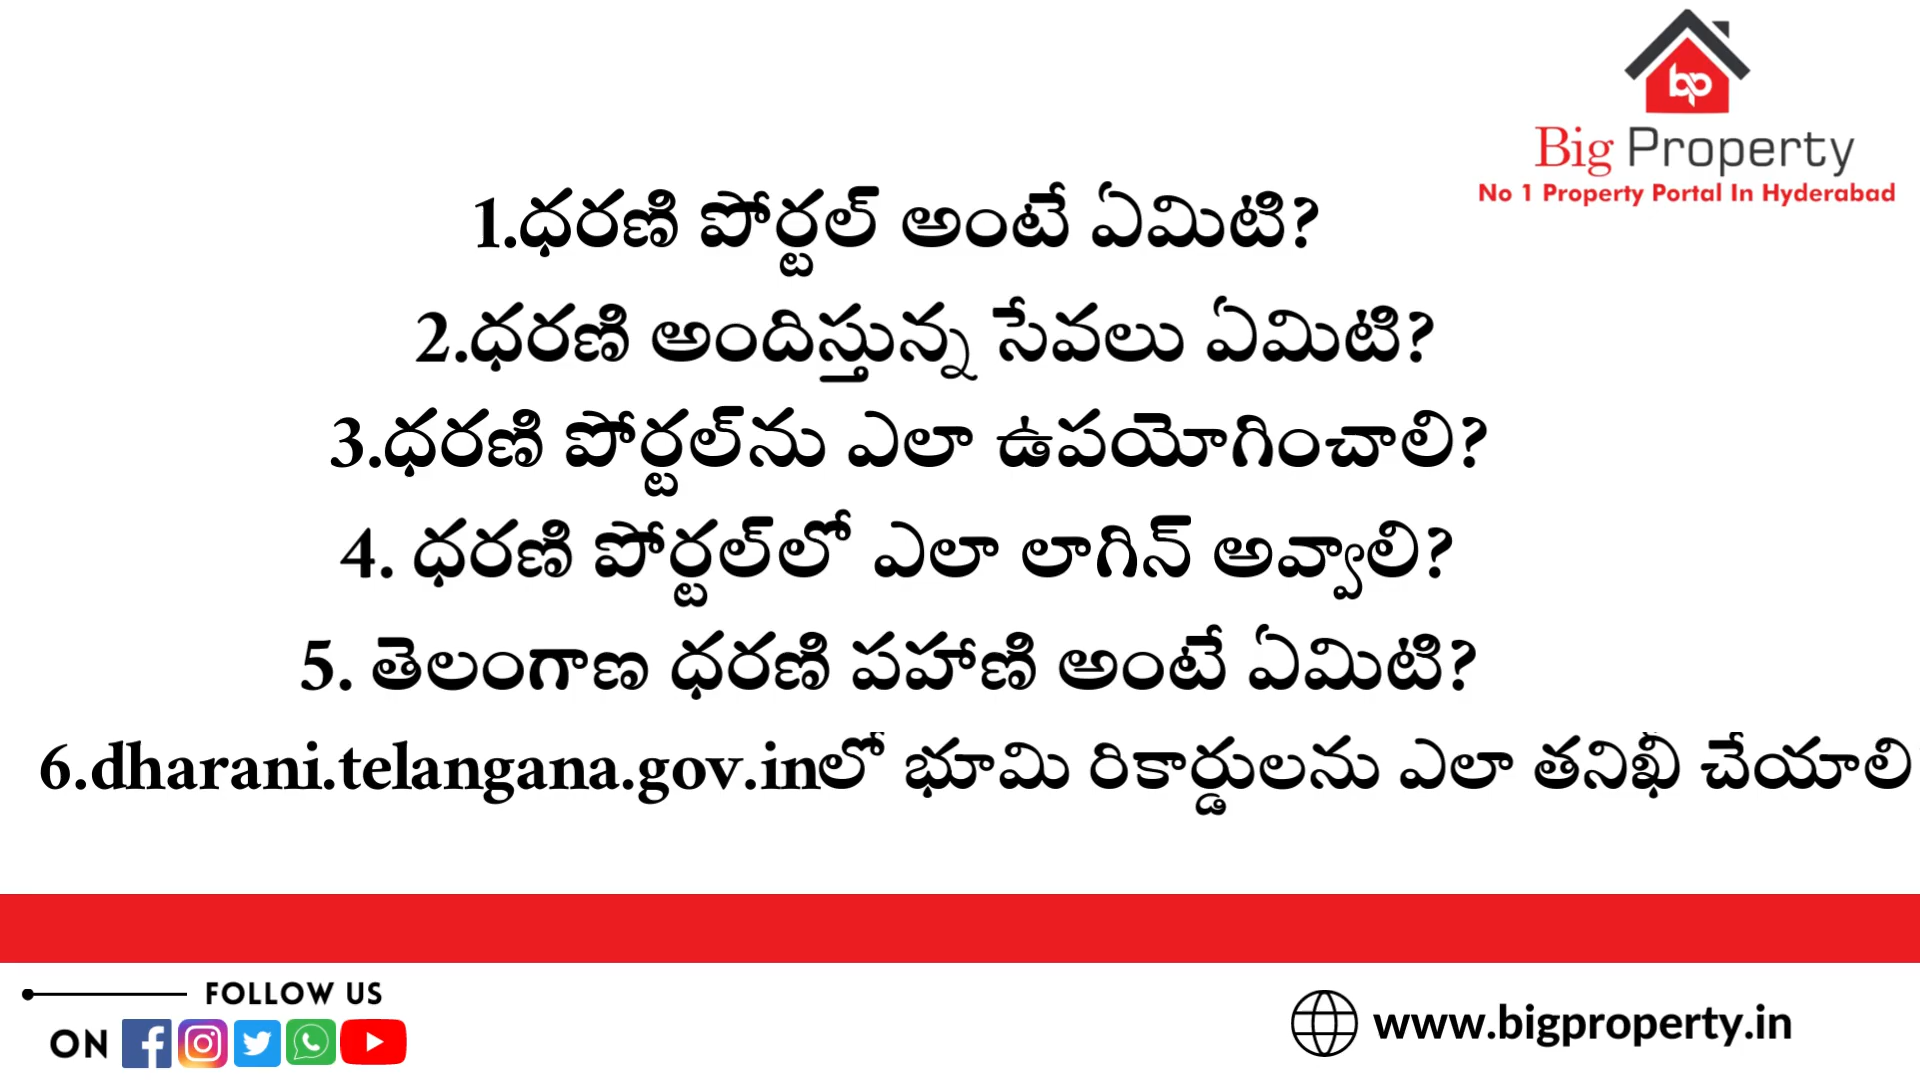 bp
Big Property
No 1 Property Portal In Hyderabad
1.ధరణి పోర్టల్ అంటే ఏమిటి?
2.ధరణి అందిస్తున్న సేవలు ఏమిటి?
3.ధరణి పోర్టల్‌ను ఎలా ఉపయోగించాలి?
4. ధరణి పోర్టల్‌లో ఎలా లాగిన్ అవ్వాలి?
5. తెలంగాణ ధరణి పహాణి అంటే ఏమిటి?
6.dharani.telangana.gov.inలో భూమి రికార్డులను ఎలా తనిఖీ చేయాలి
FOLLOW US
ON
www.bigproperty.in